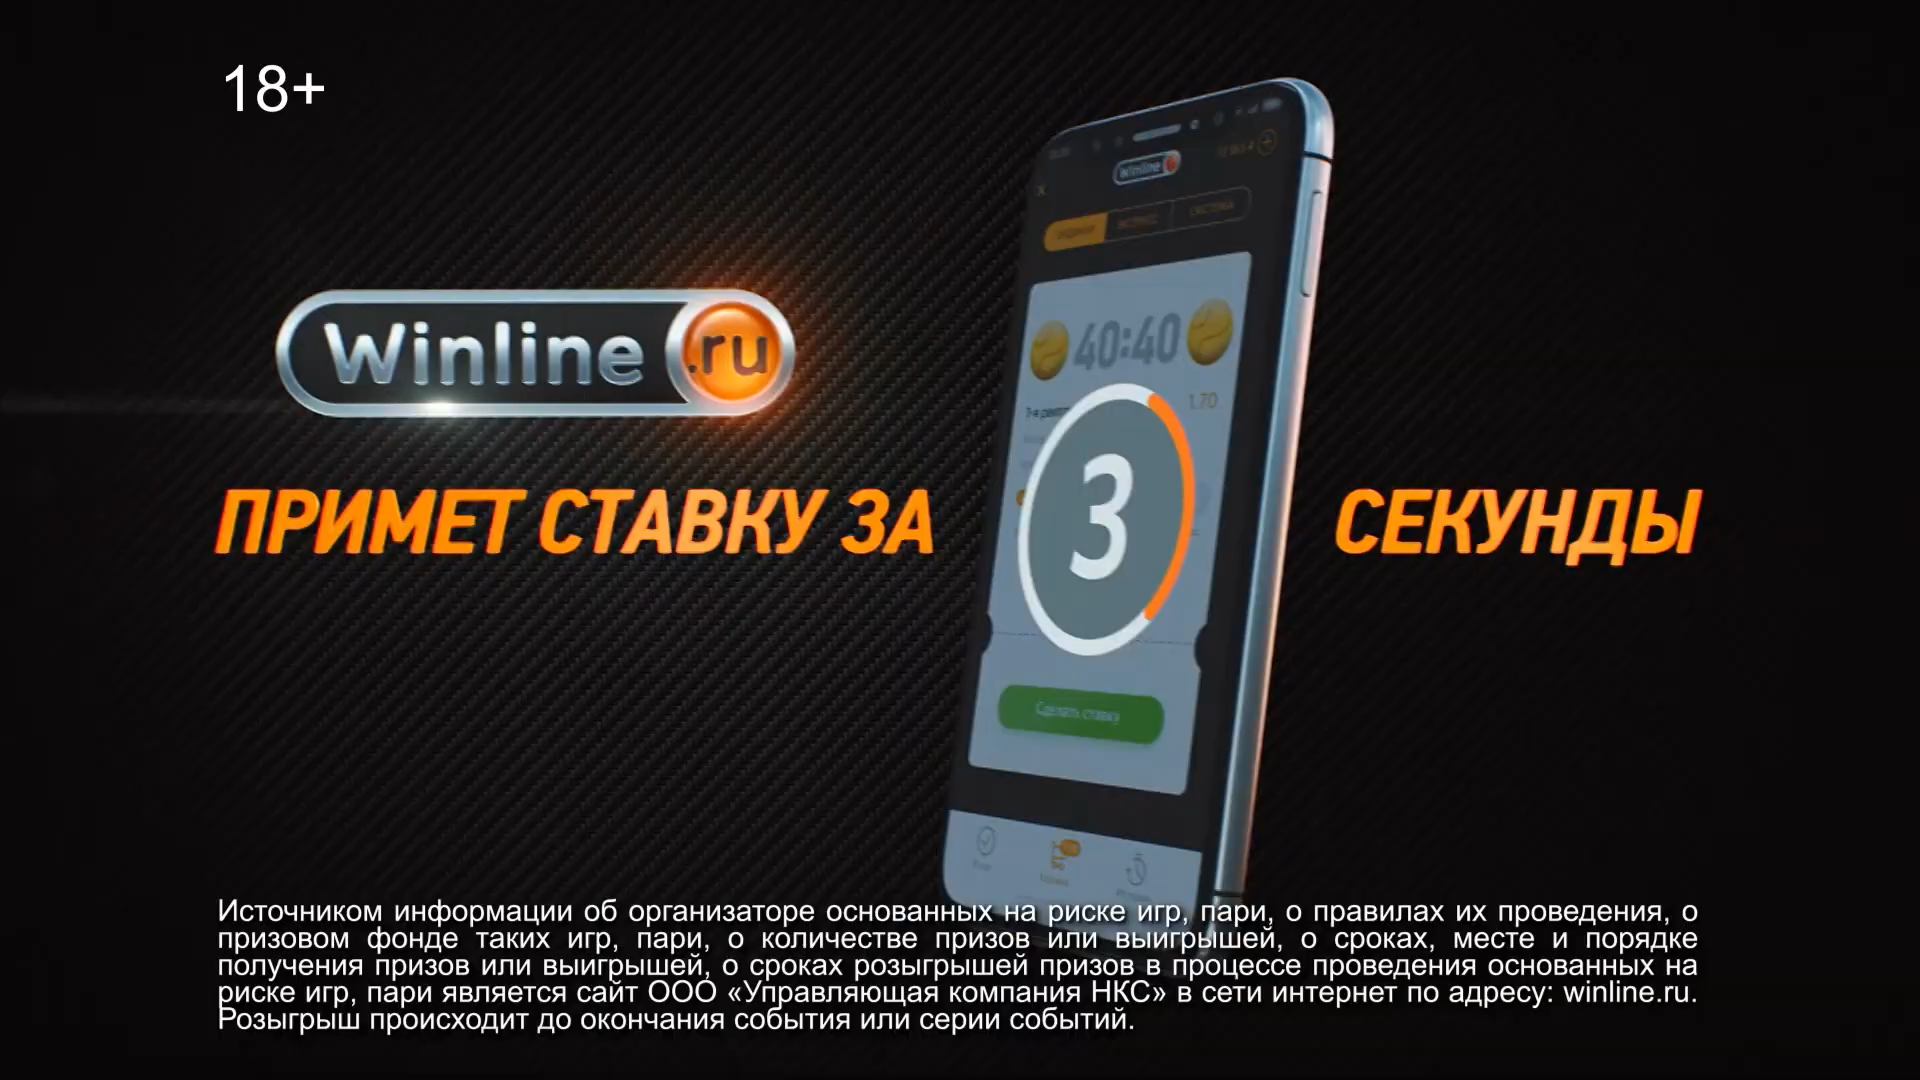 18+
Winline
Winline.ru
40:40
1.70
ПРИМЕТ СТАВКУ ЗА 3 СЕКУНДЫ
Сделать ставку
Источником информации об организаторе основанных на риске игр, пари, о правилах их проведения, о
призовом фонде таких игр, пари, о количестве призов или выигрышей, о сроках, месте и порядке
получения призов или выигрышей, о сроках розыгрышей призов в процессе проведения основанных на
риске игр, пари является сайт ООО «Управляющая компания НКС» в сети интернет по адресу: winline.ru.
Розыгрыш происходит до окончания события или серии событий.